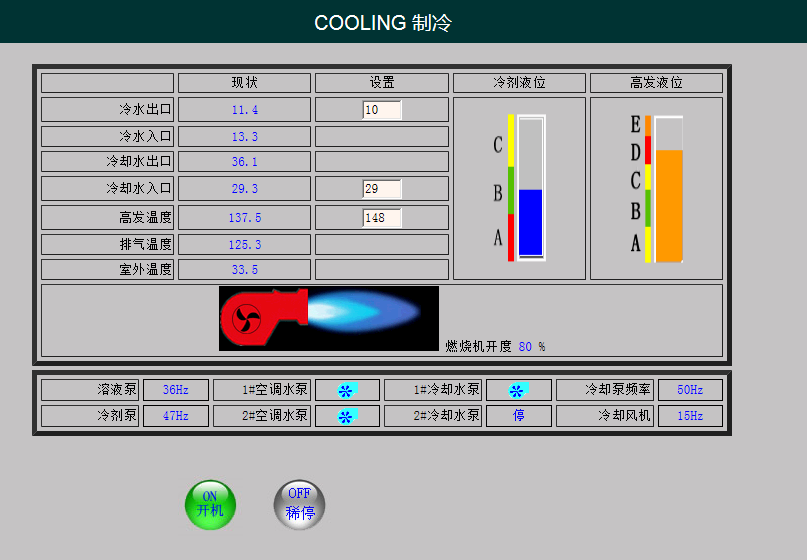 COOLING 制冷
现状 设置 冷剂液位 高发液位
冷水出口 11.4 10
冷水入口 13.3
冷却水出口 36.1
冷却水入口 29.3 29
高发温度 137.5 148
排气温度 125.3
室外温度 33.5
C
B
A
E
D
C
B
A
燃烧机开度 80 %
溶液泵 36Hz 1#空调水泵 1#冷却水泵 冷却泵频率 50Hz
冷剂泵 47Hz 2#空调水泵 2#冷却水泵 停 冷却风机 15Hz
ON
开机
OFF
稀停